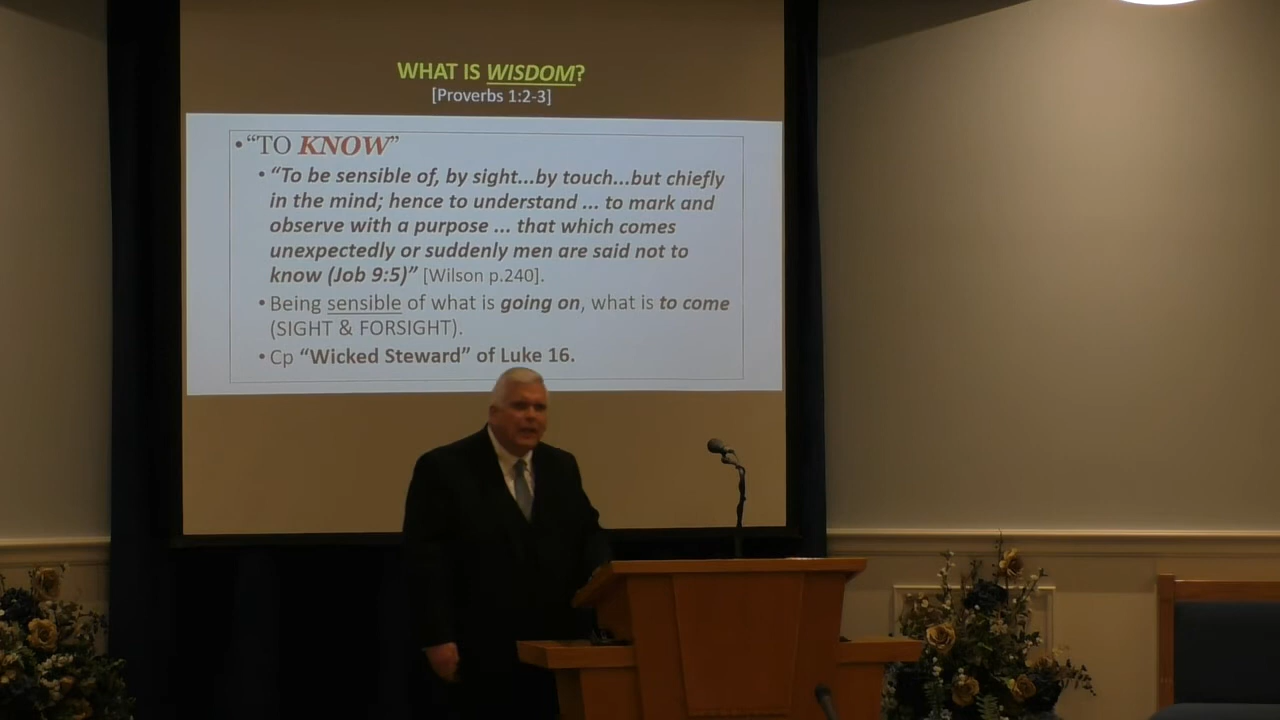 WHAT IS WISDOM?
[Proverbs 1:2-3]
•“TO KNOW”
•“To be sensible of, by sight...by touch...but chiefly
in the mind; hence to understand ... to mark and
observe with a purpose ... that which comes
unexpectedly or suddenly men are said not to
know (Job 9:5)” [Wilson p.240].
•Being sensible of what is going on, what is to come
(SIGHT & FORSIGHT).
•Cp “Wicked Steward” of Luke 16.